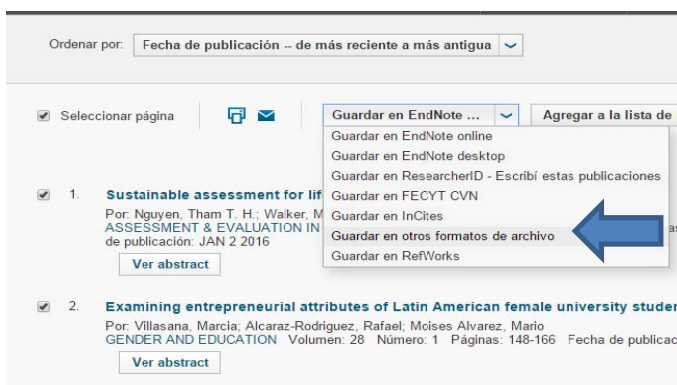 Ordenar por: Fecha de publicación -- de más reciente a más antigua
Seleccionar página Guardar en EndNote ... Agregar a la lista de
Guardar en EndNote online
Guardar en EndNote desktop
Guardar en ResearcherID - Escribí estas publicaciones
Guardar en FECYT CVN
Guardar en InCites
Guardar en otros formatos de archivo
Guardar en RefWorks
1. Sustainable assessment for lif
Por: Nguyen, Tham T. H.; Walker, M
ASSESSMENT & EVALUATION IN
de publicación: JAN 2 2016
Ver abstract
2. Examining entrepreneurial attributes of Latin American female university studen
Por: Villasana, Marcia; Alcaraz-Rodriguez, Rafael; Moises Alvarez, Mario
GENDER AND EDUCATION Volumen: 28 Número: 1 Páginas: 148-166 Fecha de publicac
Ver abstract